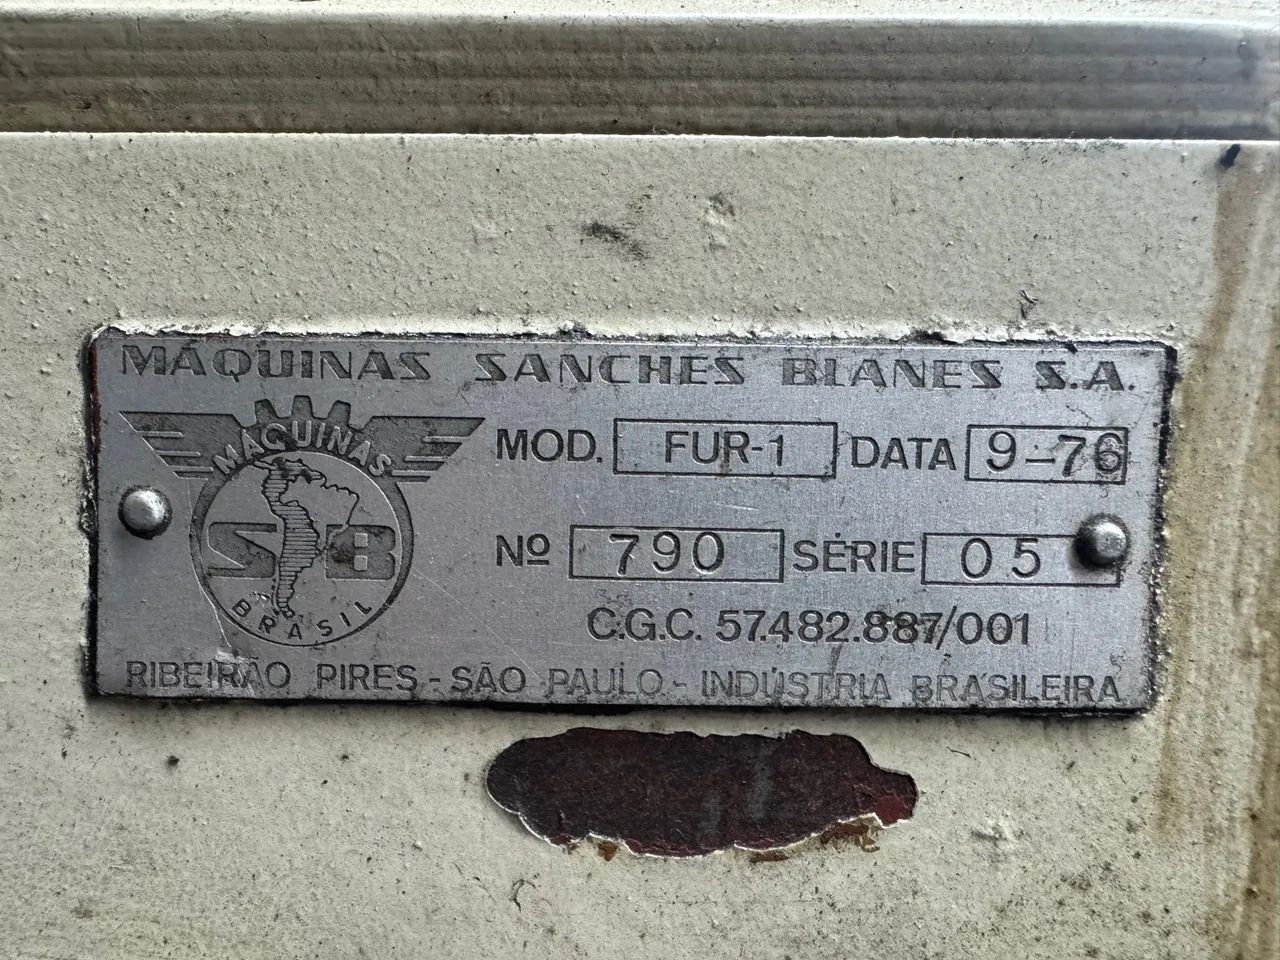 MÁQUINAS SANCHES BLANES S.A.
MÁQUINAS
SB
BRASIL
MOD. FUR-1 DATA 9-76
Nº 790 SÉRIE 05
C.G.C. 57.482.887/001
RIBEIRÃO PIRES - SÃO PAULO - INDÚSTRIA BRASILEIRA